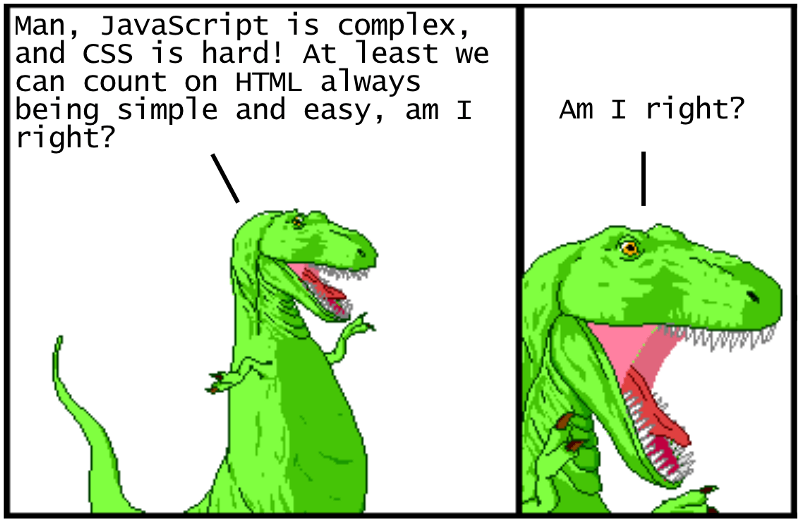 Man, JavaScript is complex,
and CSS is hard! At least we
can count on HTML always
being simple and easy, am I
right?
Am I right?